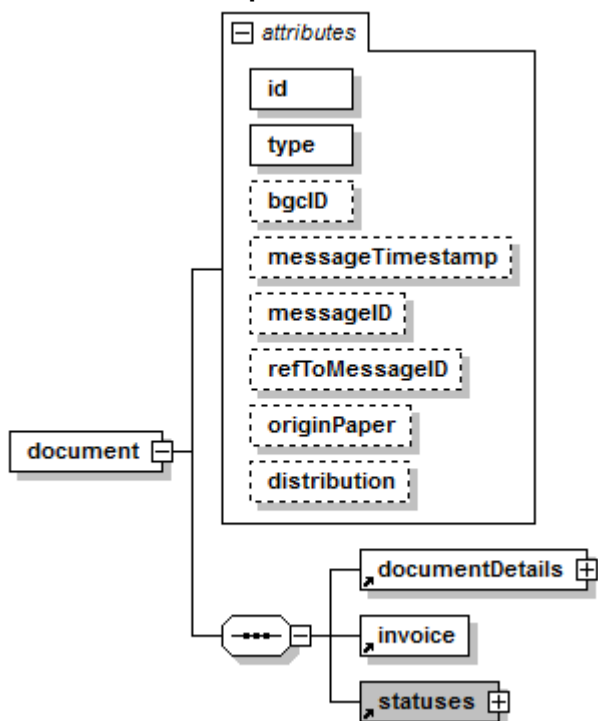 attributes
id
type
bgcID
messageTimestamp
messageID
refToMessageID
originPaper
distribution
document
documentDetails
invoice
statuses